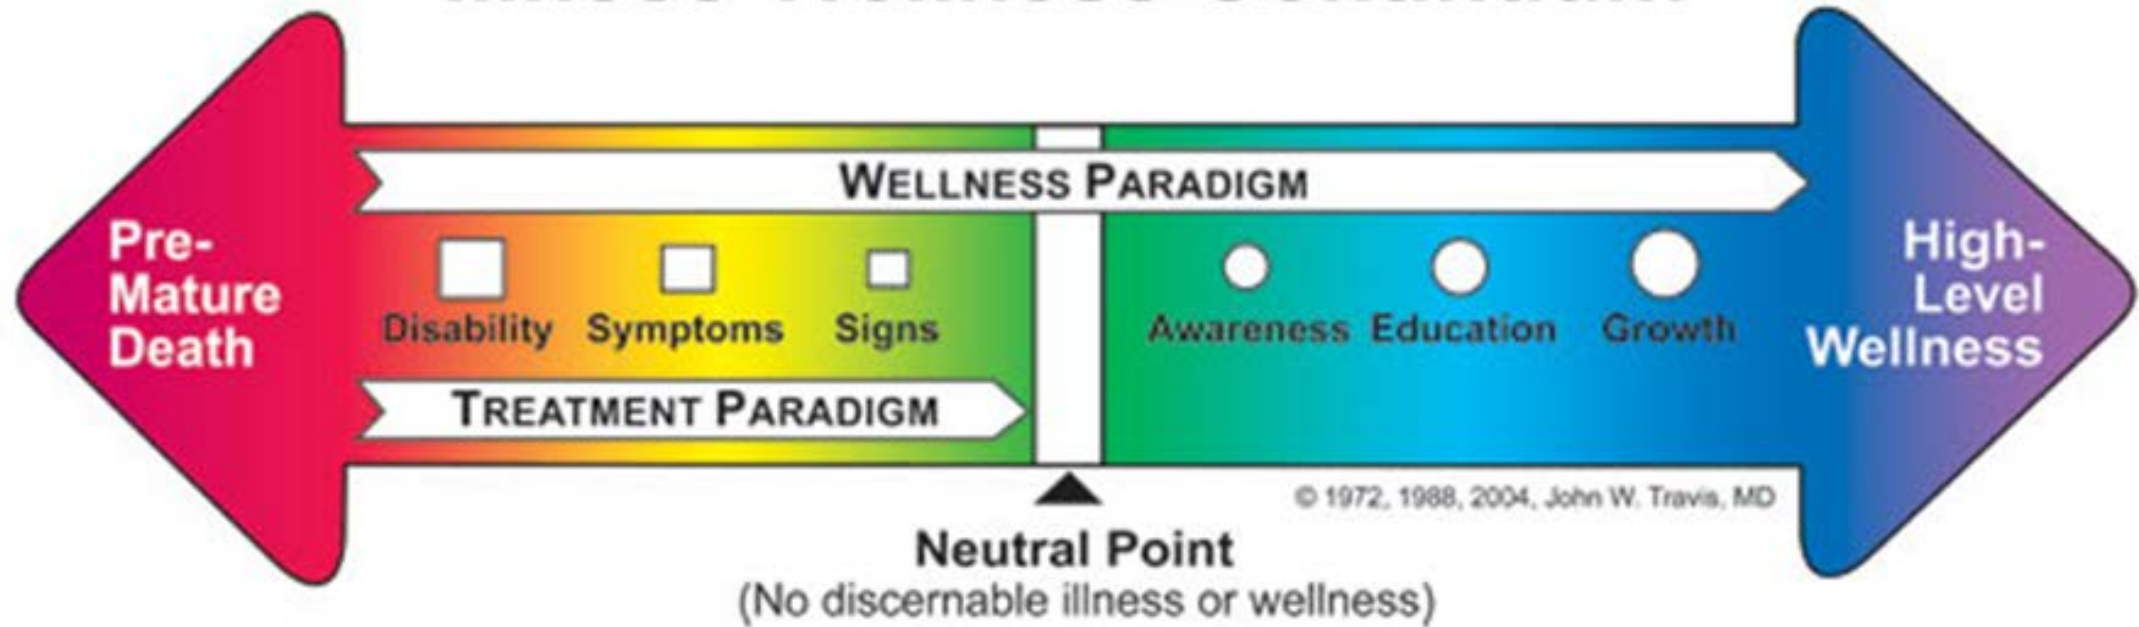 WELLNESS PARADIGM
Pre-
Mature
Death
Disability Symptoms Signs
Awareness Education Growth
High-
Level
Wellness
TREATMENT PARADIGM
© 1972, 1988, 2004, John W. Travis, MD
Neutral Point
(No discernable illness or wellness)